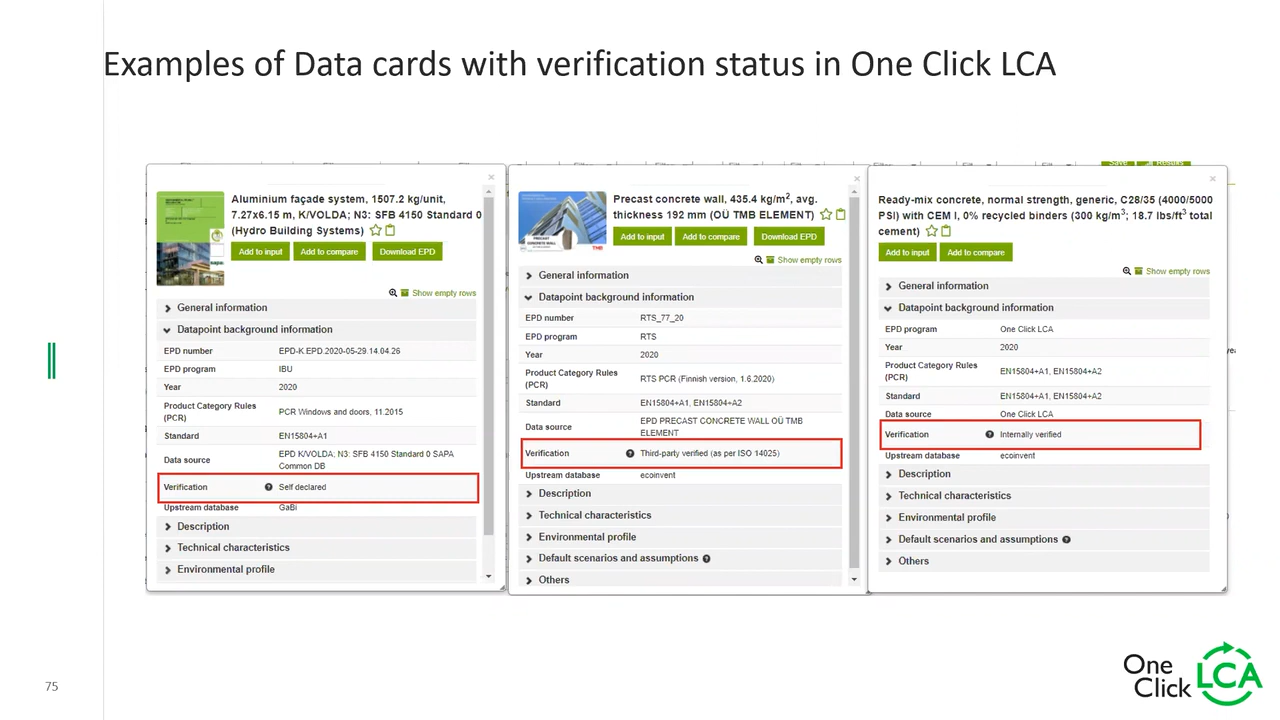 Examples of Data cards with verification status in One Click LCA
Aluminium façade system, 1507.2 kg/unit,
7.27x6.15 m, K/VOLDA; N3: SFB 4150 Standard 0
(Hydro Building Systems)
Add to input
Add to compare
Download EPD
Show empty rows
General information
Datapoint background information
EPD number EPD-K.EPD.2020-05-29.14.04.26
EPD program IBU
Year 2020
Product Category Rules
(PCR) PCR Windows and doors, 11.2015
Standard EN15804+A1
Data source EPD K/VOLDA; N3: SFB 4150 Standard 0 SAPA
Common DB
Verification ? Self declared
Upstream database GaBi
Description
Technical characteristics
Environmental profile
PRECAST
CONCRETE WALL
TMB
Precast concrete wall, 435.4 kg/m2, avg.
thickness 192 mm (OÜ TMB ELEMENT)
Add to input
Add to compare
Download EPD
Show empty rows
General information
Datapoint background information
EPD number RTS_77_20
EPD program RTS
Year 2020
Product Category Rules
(PCR) RTS PCR (Finnish version, 1.6.2020)
Standard EN15804+A1, EN15804+A2
Data source EPD PRECAST CONCRETE WALL OÜ TMB
ELEMENT
Verification ? Third-party verified (as per ISO 14025)
Upstream database ecoinvent
Description
Technical characteristics
Environmental profile
Default scenarios and assumptions ?
Others
Ready-mix concrete, normal strength, generic, C28/35 (4000/5000
PSI) with CEM I, 0% recycled binders (300 kg/m3; 18.7 lbs/ft3 total
cement)
Add to input
Add to compare
Show empty rows
General information
Datapoint background information
EPD program One Click LCA
Year 2020
Product Category Rules
(PCR) EN15804+A1, EN15804+A2
Standard EN15804+A1, EN15804+A2
Data source One Click LCA
Verification ? Internally verified
Upstream database ecoinvent
Description
Technical characteristics
Environmental profile
Default scenarios and assumptions ?
Others
75
One
Click
LCA